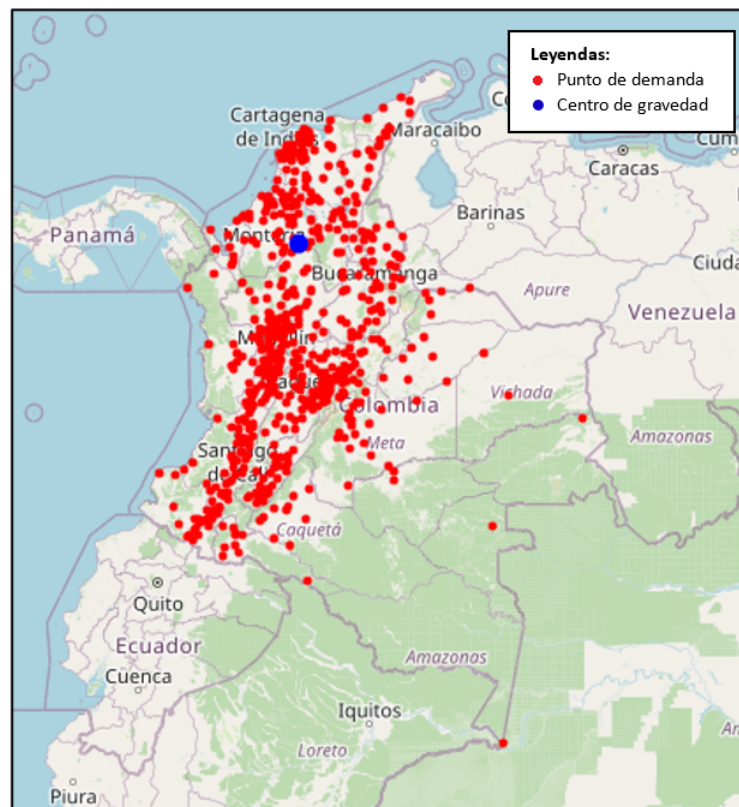 Leyendas:
Punto de demanda
Centro de gravedad
Cartagena
de Indias
Maracaibo
Caracas
Barinas
Panamá
Montería
Bucaramanga
Apure
Venezuela
Medellín
Vichada
Colombia
Meta
Amazonas
Santiago
de Cali
Caquetá
Quito
Ecuador
Amazonas
Cuenca
Iquitos
Loreto
Piura